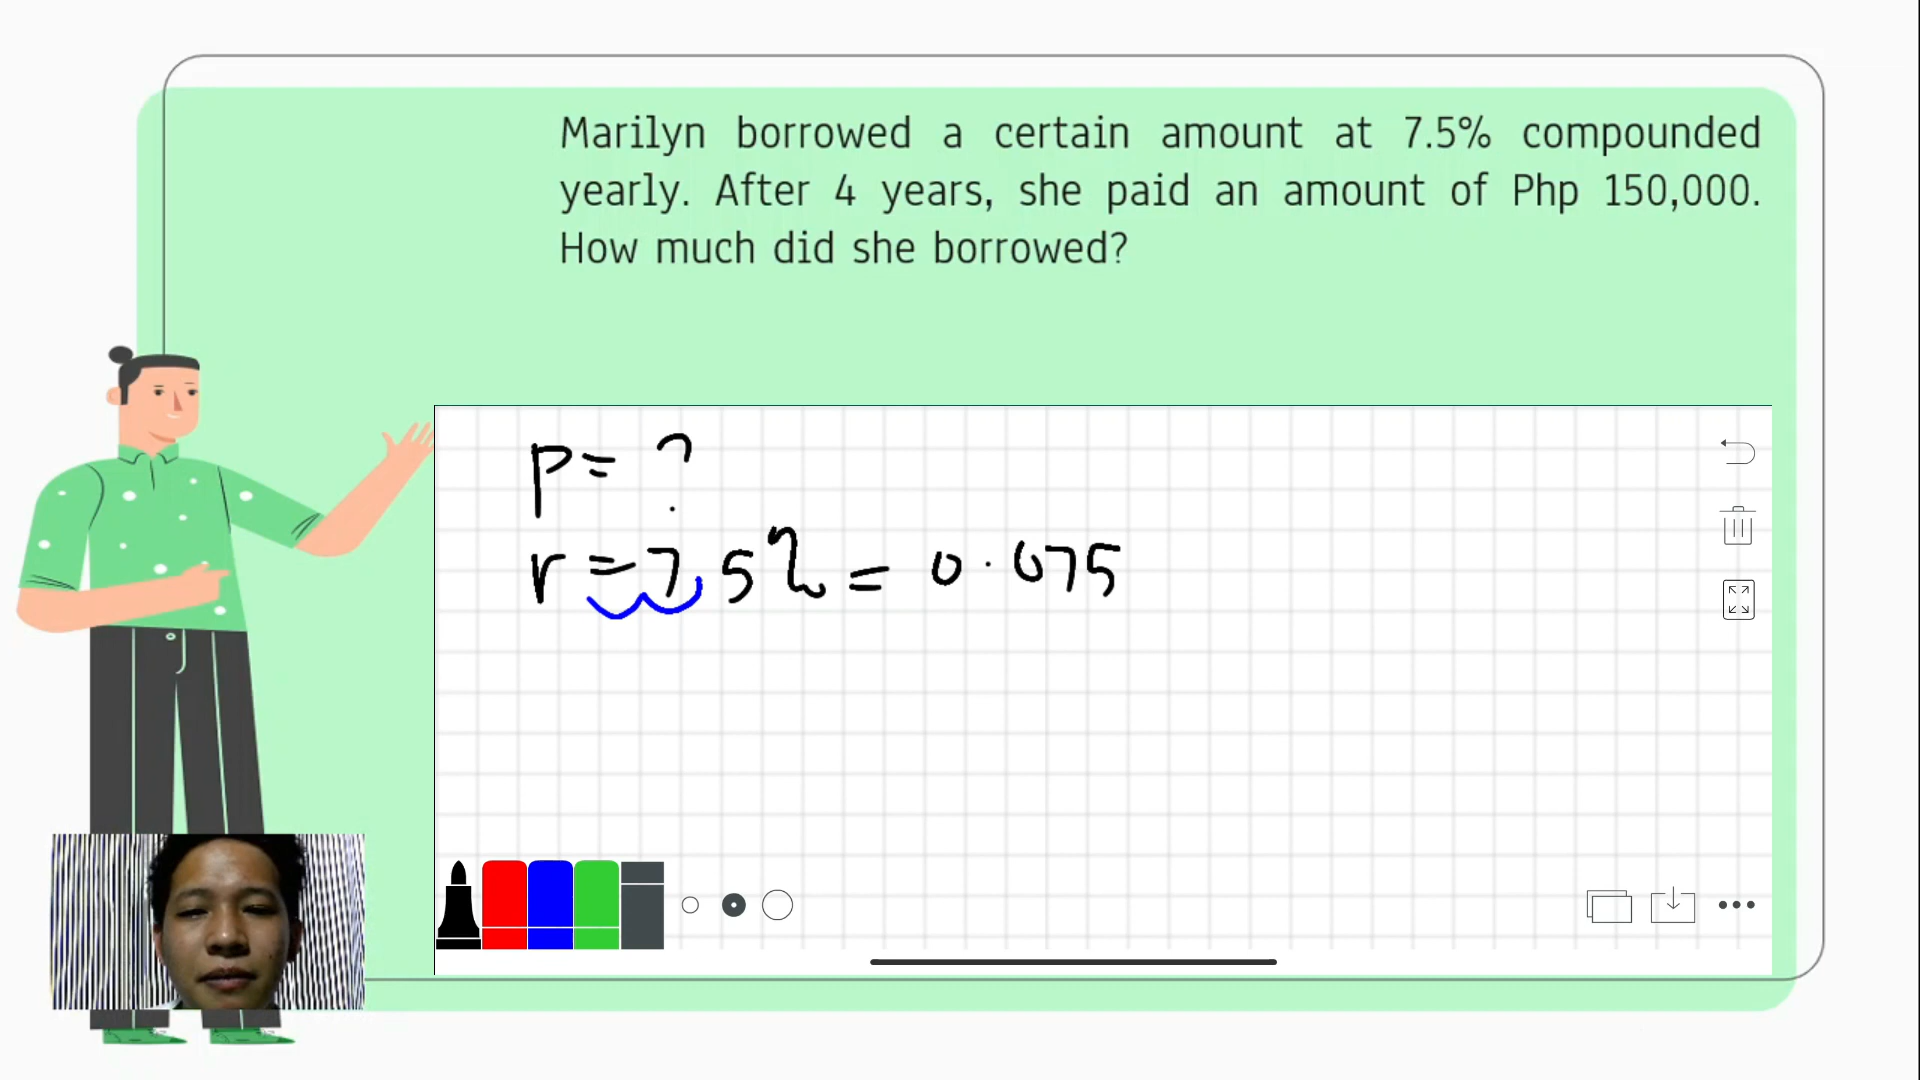 Marilyn borrowed a certain amount at 7.5% compounded
yearly. After 4 years, she paid an amount of Php 150,000.
How much did she borrowed?
P = ?
r = 7.5% = 0.075